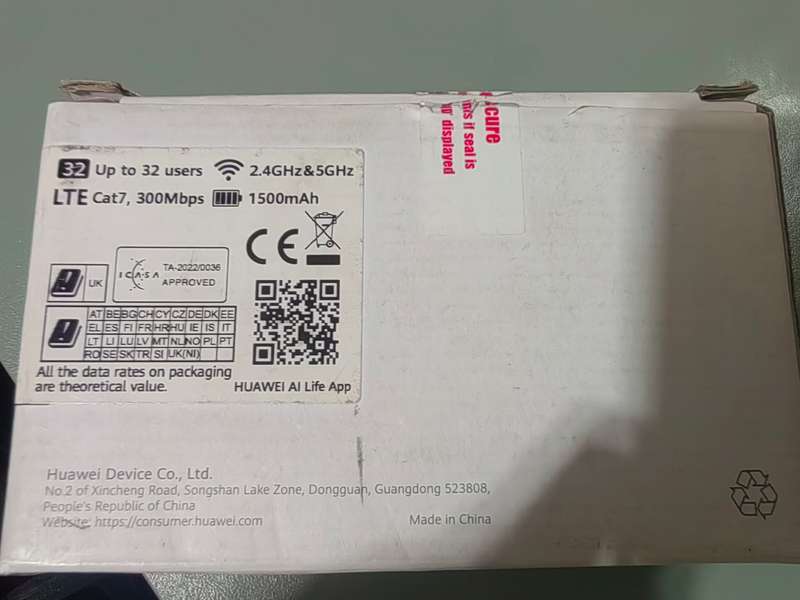 cure
nts if seal is
displayed
32 Up to 32 users 2.4GHz&5GHz
LTE Cat7, 300Mbps 1500mAh
CE
UK
ICASA TA-2022/0036
APPROVED
AT BE BG CH CY CZ DE DK EE
EL ES FI FR HR HU IE IS IT
LT LI LU LV MT NL NO PL PT
RO SE SK TR SI UK(NI)
All the data rates on packaging
are theoretical value.
HUAWEI AI Life App
Huawei Device Co., Ltd.
No.2 of Xincheng Road, Songshan Lake Zone, Dongguan, Guangdong 523808,
People's Republic of China
Website: https://consumer.huawei.com
Made in China